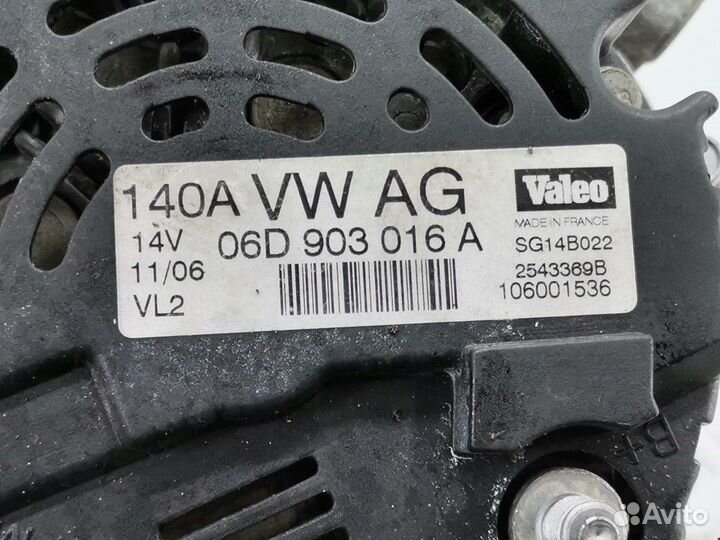 140A VW AG
Valeo
MADE IN FRANCE
14V
06D 903 016 A
SG14B022
11/06
2543369B
VL2
106001536
B+
Avito